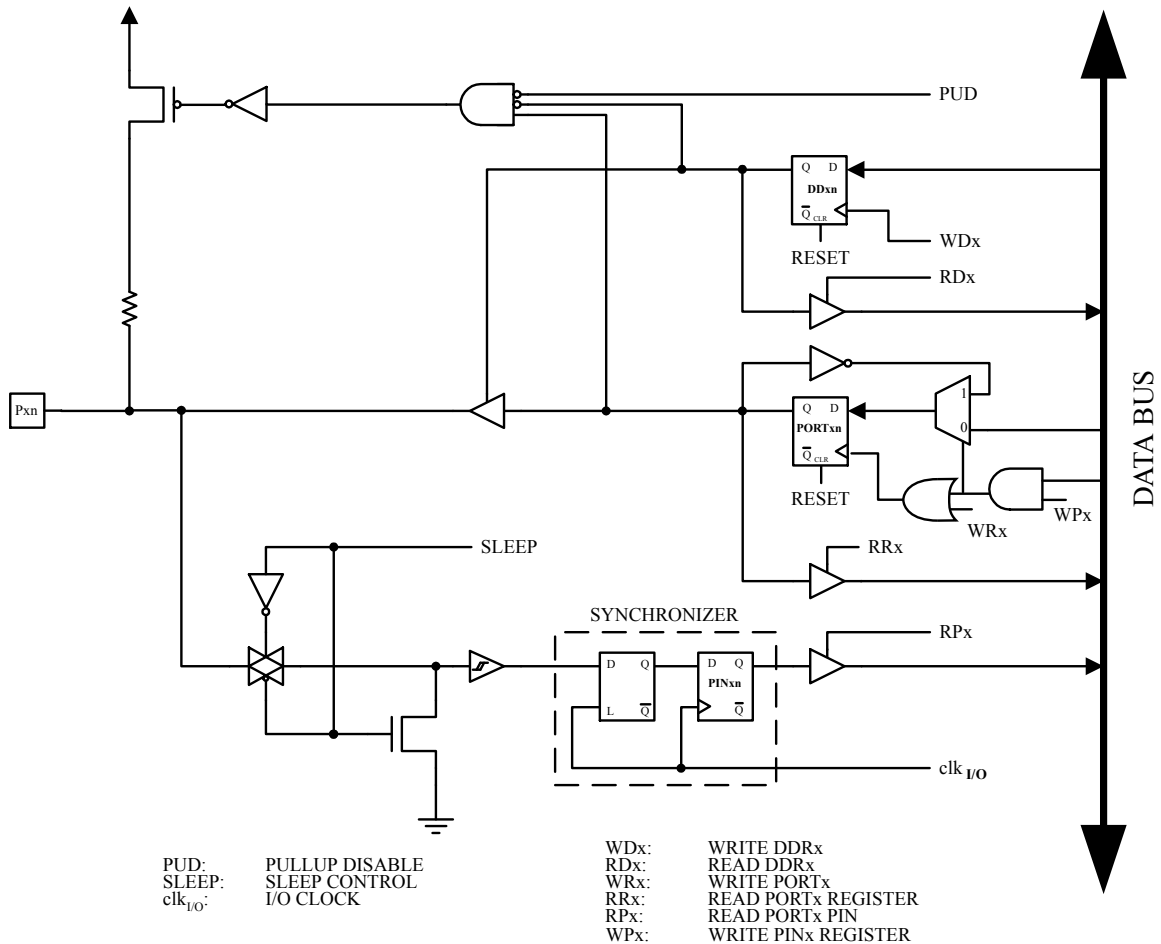 PUD
Q D
DDxn
Q CLR
WDx
RESET
RDx
Pxn
1
Q D
0
PORTxn
Q CLR
RESET
WRx
WPx
DATA BUS
SLEEP
RRx
SYNCHRONIZER
RPx
D Q
D Q
PINxn
L Q
Q
clk I/O
PUD: PULLUP DISABLE
SLEEP: SLEEP CONTROL
clkI/O: I/O CLOCK
WDx: WRITE DDRx
RDx: READ DDRx
WRx: WRITE PORTx
RRx: READ PORTx REGISTER
RPx: READ PORTx PIN
WPx: WRITE PINx REGISTER